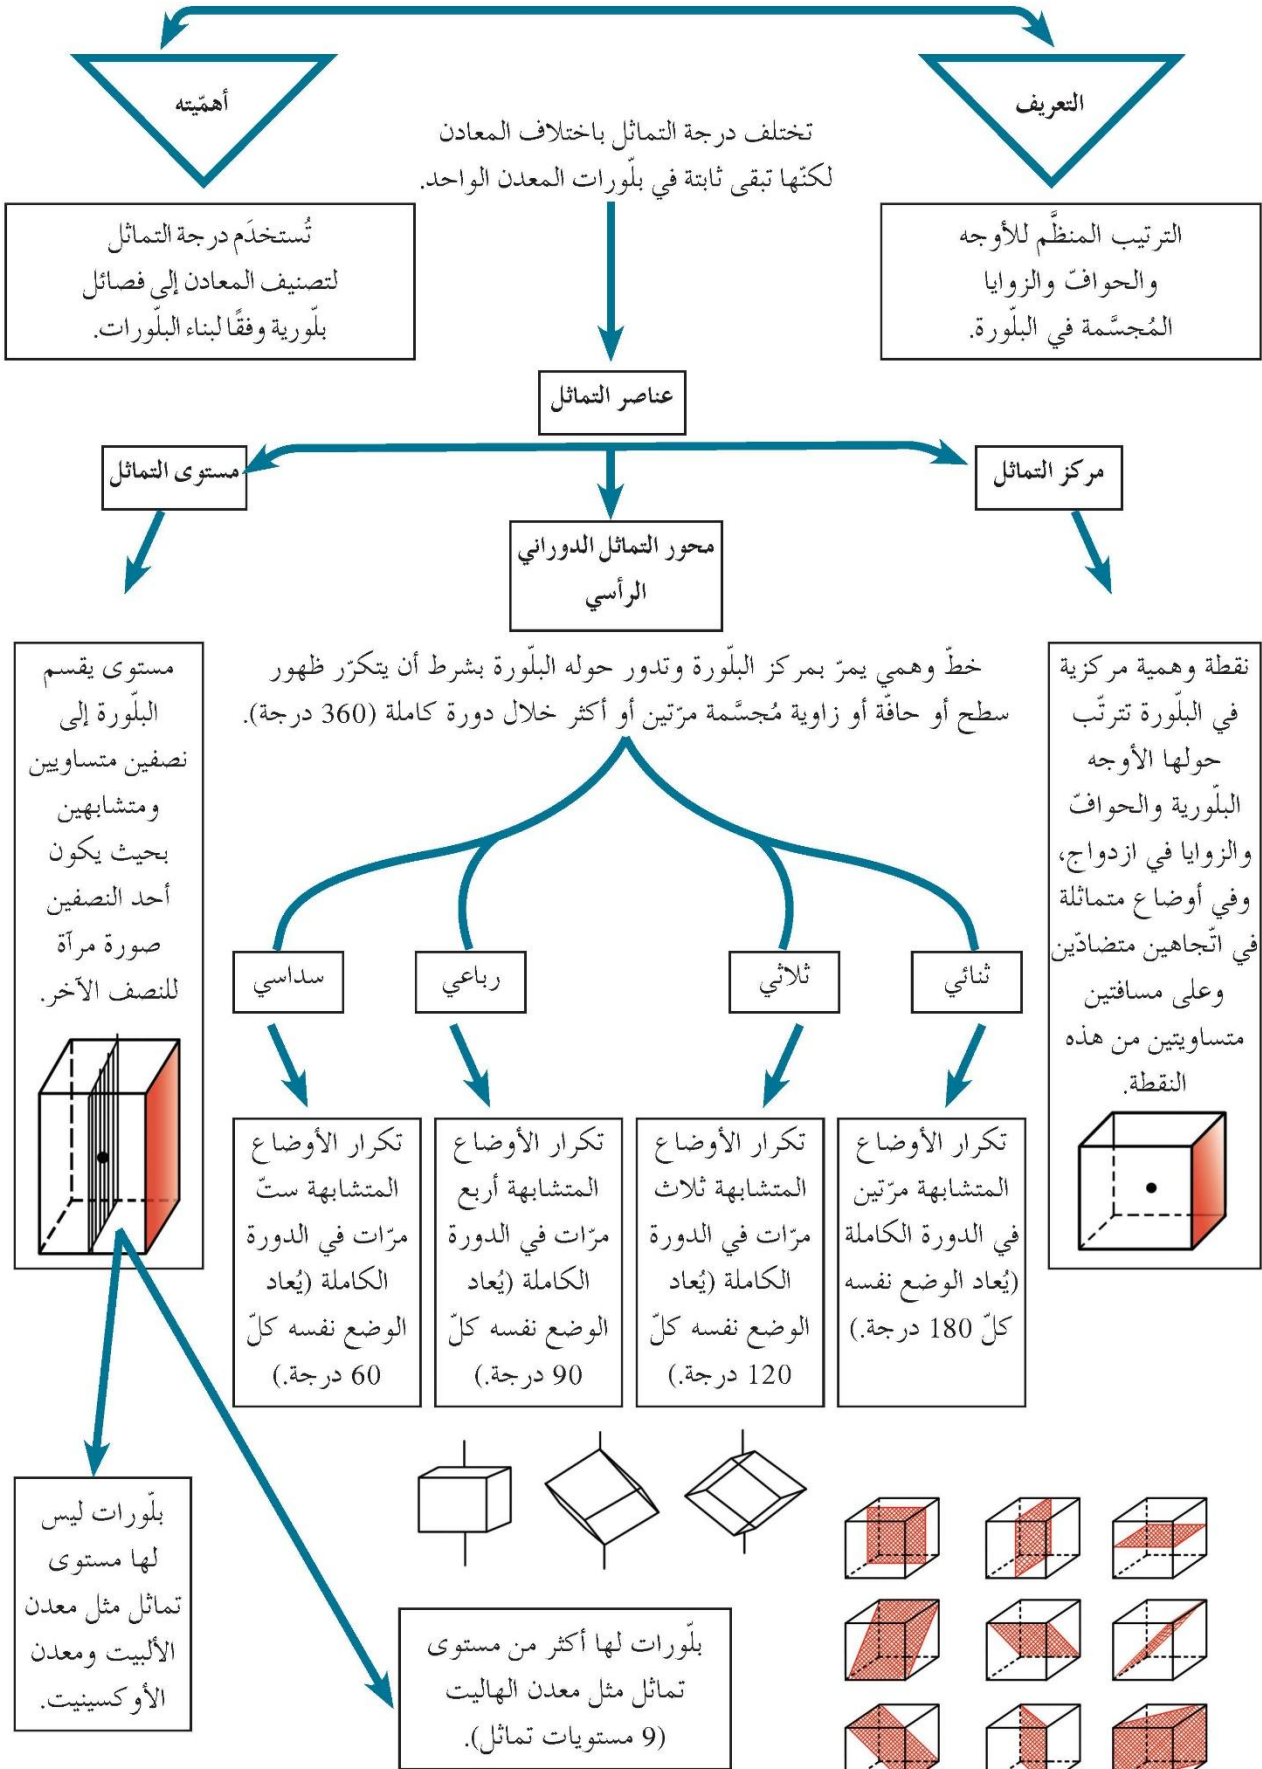 التعريف
أهمّيته
تختلف درجة التماثل باختلاف المعادن
لكنّها تبقى ثابتة في بلّورات المعدن الواحد.
الترتيب المنظَّم للأوجه
والحوافّ والزوايا
المُجسَّمة في البلّورة.
تُستخدَم درجة التماثل
لتصنيف المعادن إلى فصائل
بلّورية وفقًا لبناء البلّورات.
عناصر التماثل
مركز التماثل
محور التماثل الدوراني
الرأسي
مستوى التماثل
نقطة وهمية مركزية
في البلّورة تترتّب
حولها الأوجه
البلّورية والحوافّ
والزوايا في ازدواج،
وفي أوضاع متماثلة
في اتّجاهين متضادّين
وعلى مسافتين
متساويتين من هذه
النقطة.
خطّ وهمي يمرّ بمركز البلّورة وتدور حوله البلّورة بشرط أن يتكرّر ظهور
سطح أو حافّة أو زاوية مُجسَّمة مرّتين أو أكثر خلال دورة كاملة (360 درجة).
مستوى يقسم
البلّورة إلى
نصفين متساويين
ومتشابهين
بحيث يكون
أحد النصفين
صورة مرآة
للنصف الآخر.
ثنائي
ثلاثي
رباعي
سداسي
تكرار الأوضاع
المتشابهة مرّتين
في الدورة الكاملة
(يُعاد الوضع نفسه
كلّ 180 درجة.)
تكرار الأوضاع
المتشابهة ثلاث
مرّات في الدورة
الكاملة (يُعاد
الوضع نفسه كلّ
120 درجة.)
تكرار الأوضاع
المتشابهة أربع
مرّات في الدورة
الكاملة (يُعاد
الوضع نفسه كلّ
90 درجة.)
تكرار الأوضاع
المتشابهة ستّ
مرّات في الدورة
الكاملة (يُعاد
الوضع نفسه كلّ
60 درجة.)
بلّورات لها أكثر من مستوى
تماثل مثل معدن الهاليت
(9 مستويات تماثل).
بلّورات ليس
لها مستوى
تماثل مثل معدن
الألبيت ومعدن
الأوكسينيت.